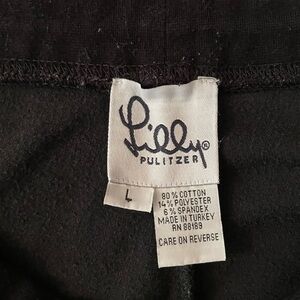 Lilly®
PULITZER
L
80% COTTON
14% POLYESTER
6% SPANDEX
MADE IN TURKEY
RN 88189
CARE ON REVERSE